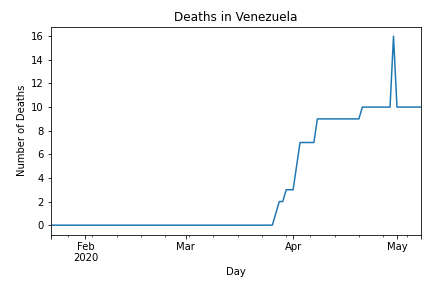 Deaths in Venezuela
Number of Deaths
16
14
12
10
8
6
4
2
0
Feb
2020
Mar
Apr
May
Day